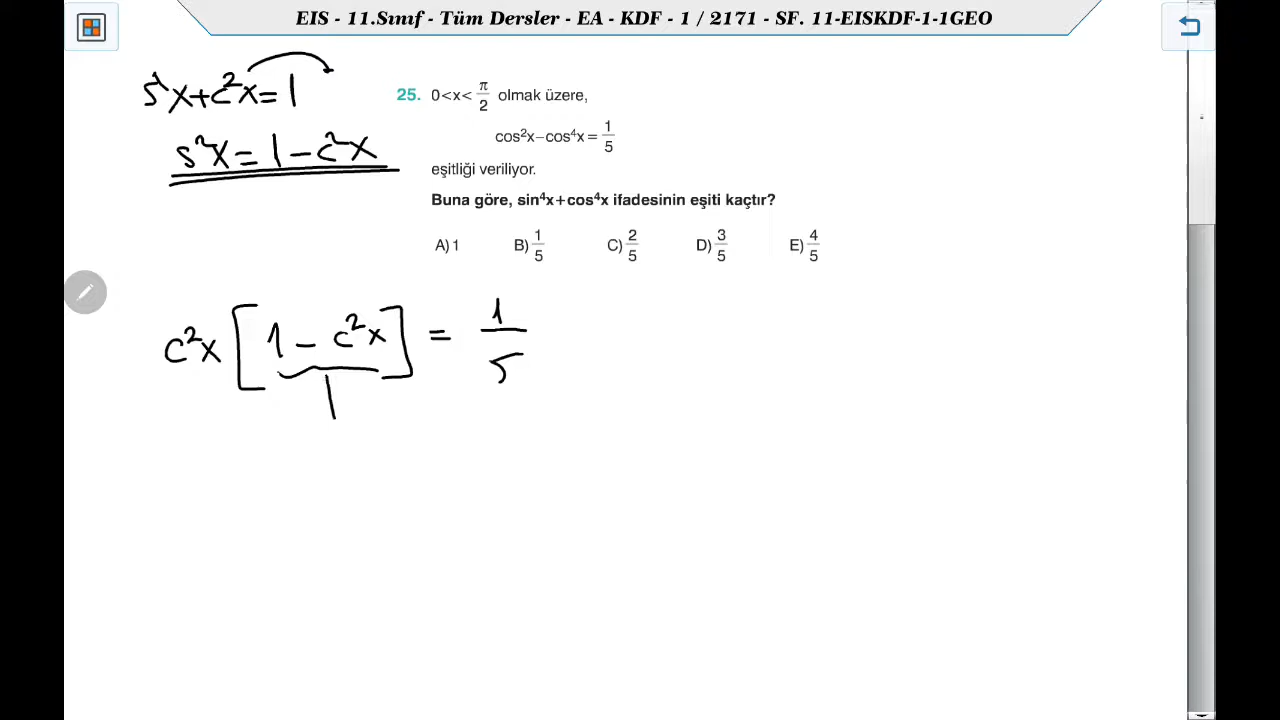 EIS - 11.Sınıf - Tüm Dersler - EA - KDF - 1 / 2171 - SF. 11-EISKDF-1-1GEO
s²x+c²x=1
s²x=1-c²x
25. 0<x<π/2 olmak üzere,
cos²x-cos⁴x=1/5
eşitliği veriliyor.
Buna göre, sin⁴x+cos⁴x ifadesinin eşiti kaçtır?
A) 1 B) 1/5 C) 2/5 D) 3/5 E) 4/5
c²x[1-c²x]=1/5